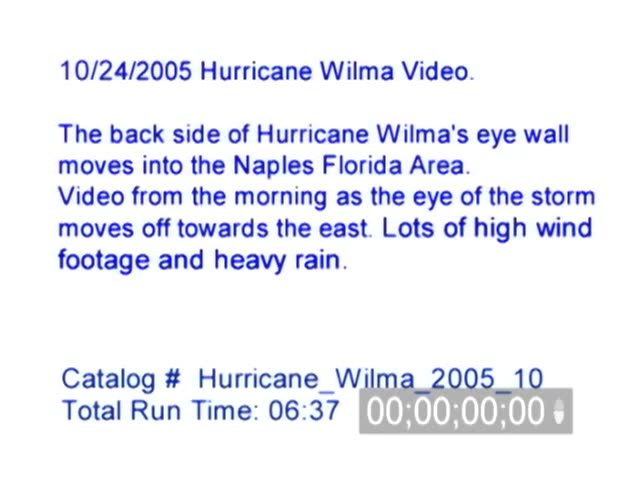 10/24/2005 Hurricane Wilma Video.
The back side of Hurricane Wilma's eye wall
moves into the Naples Florida Area.
Video from the morning as the eye of the storm
moves off towards the east. Lots of high wind
footage and heavy rain.
Catalog # Hurricane_Wilma_2005_10
Total Run Time: 06:37 00;00;00;00